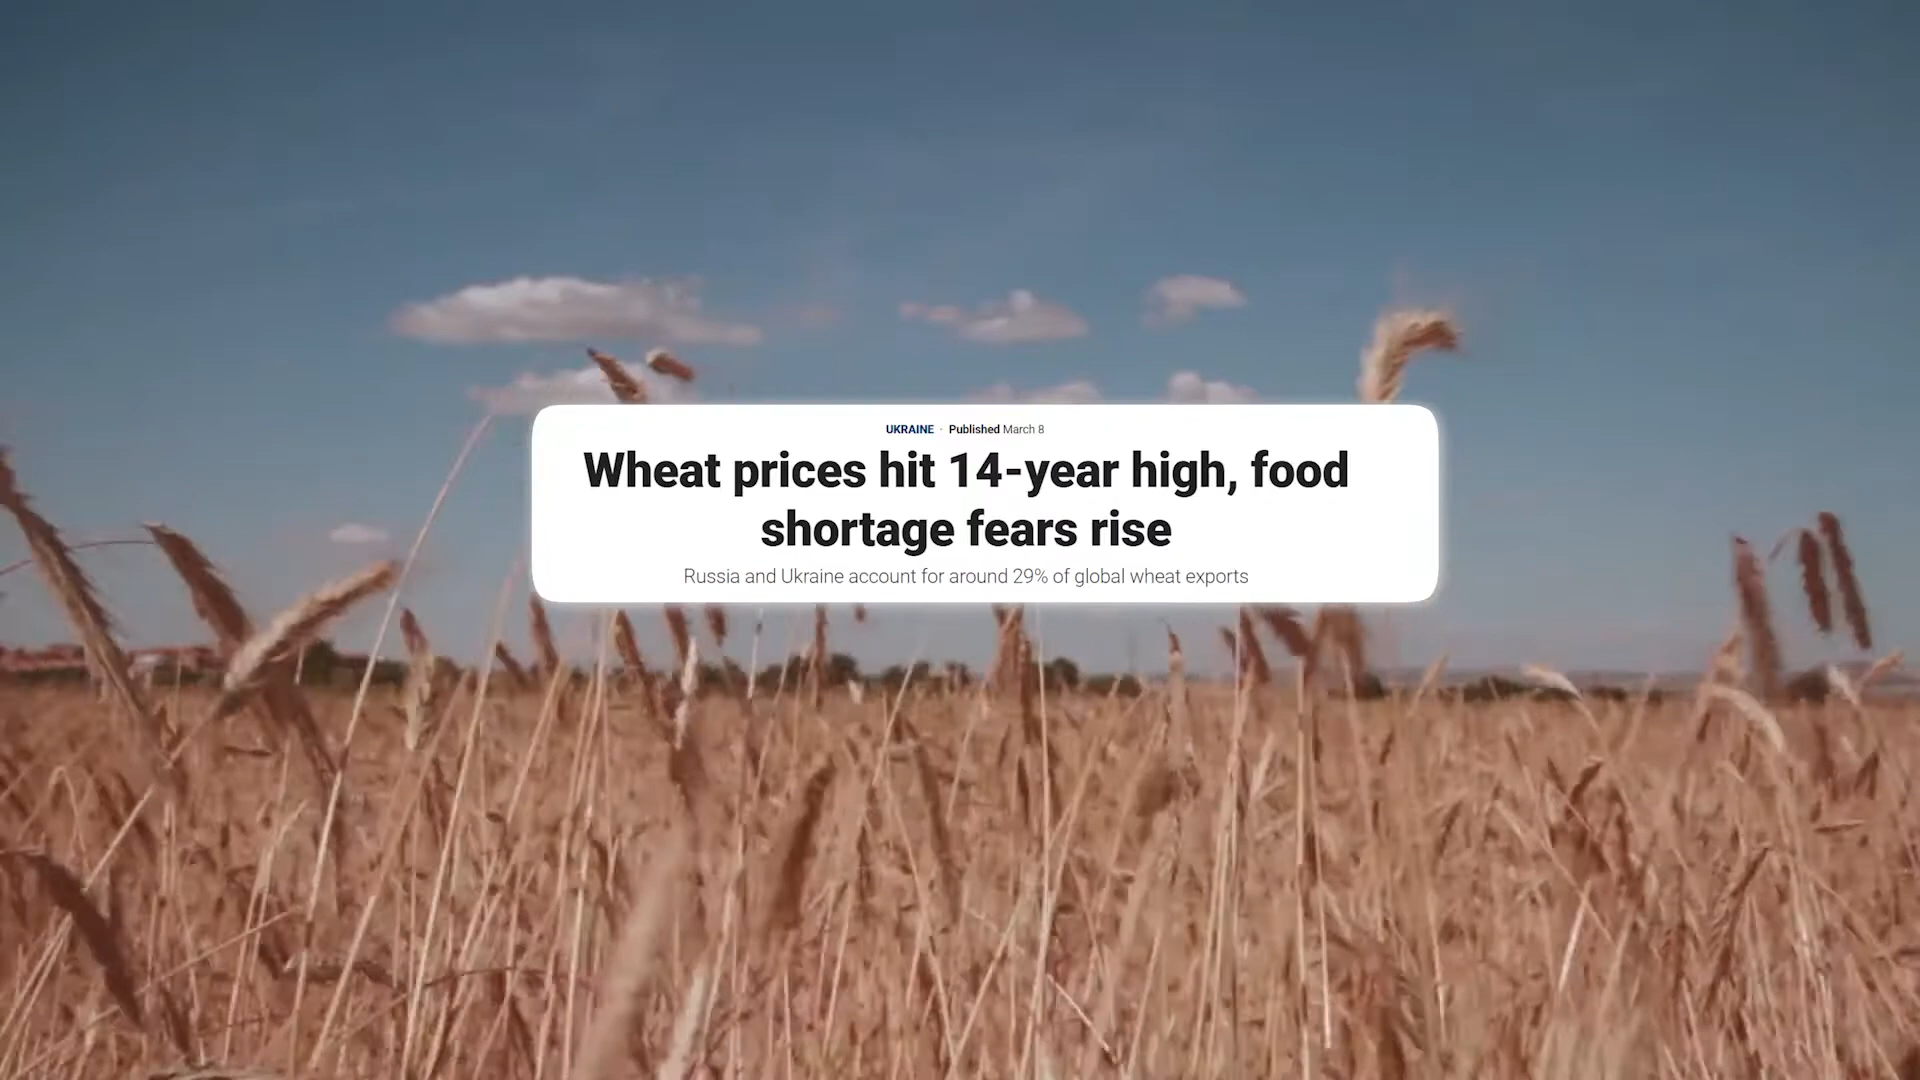 UKRAINE · Published March 8
Wheat prices hit 14-year high, food
shortage fears rise
Russia and Ukraine account for around 29% of global wheat exports